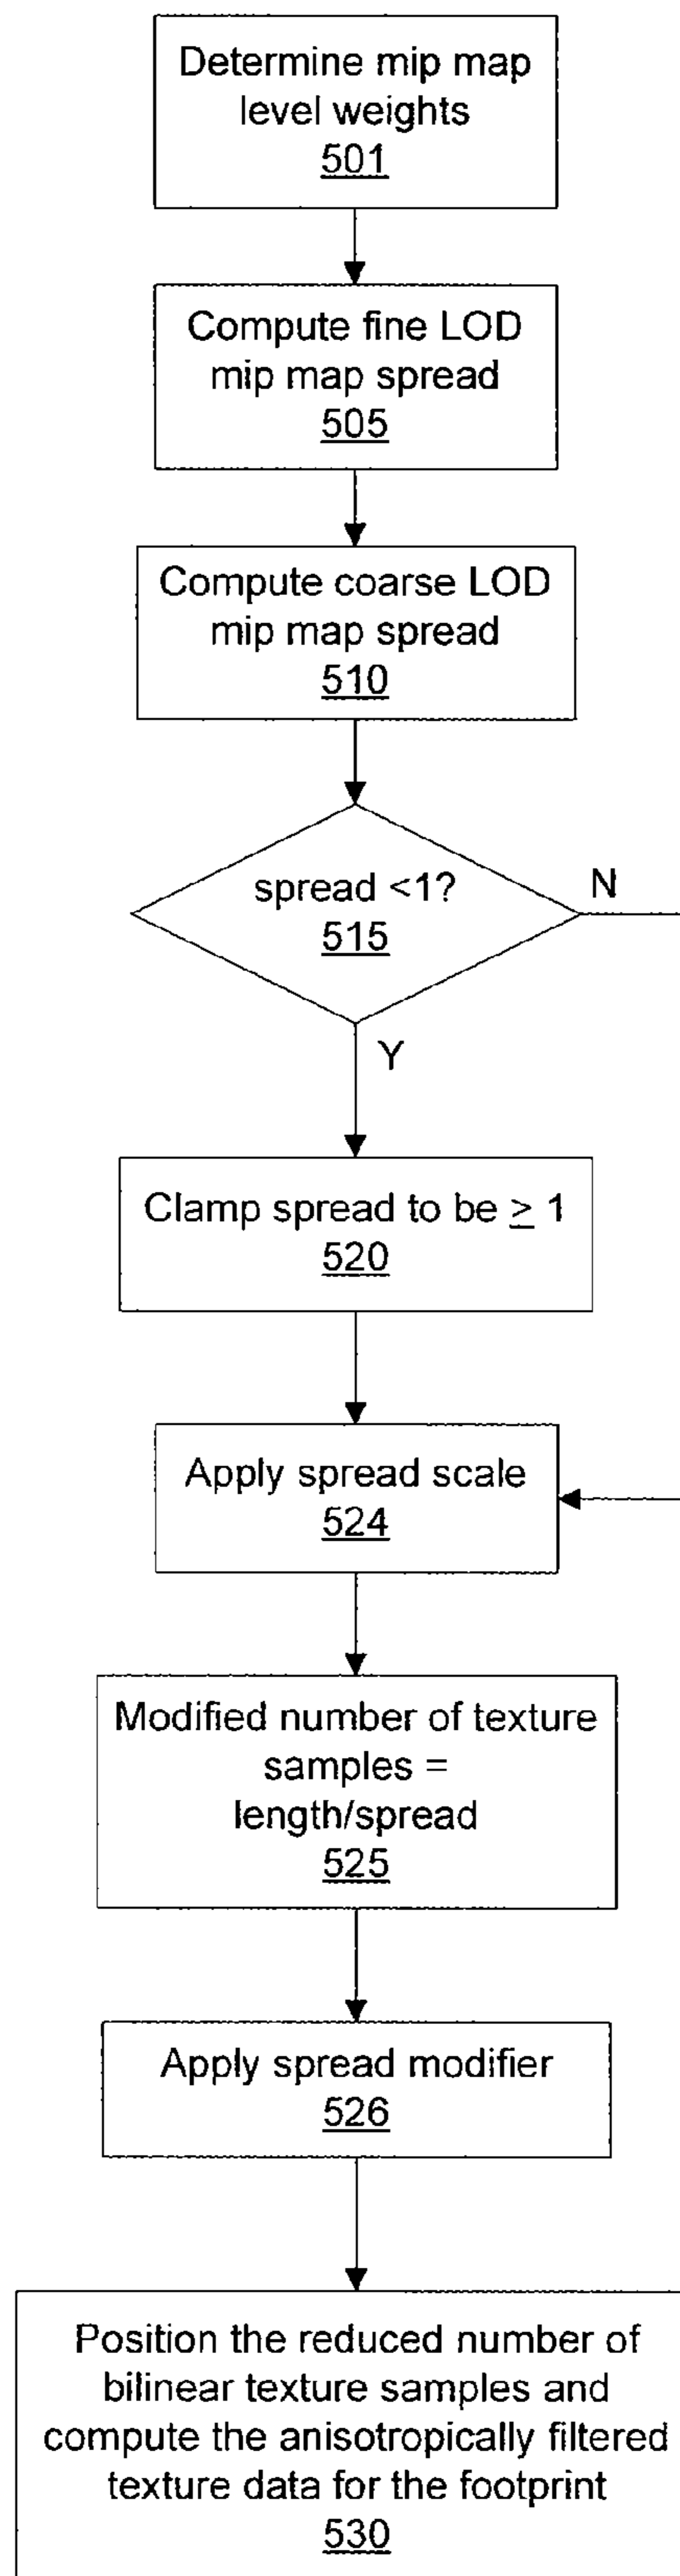 Determine mip map
level weights
501
Compute fine LOD
mip map spread
505
Compute coarse LOD
mip map spread
510
spread <1?
515
N
Y
Clamp spread to be ≥ 1
520
Apply spread scale
524
Modified number of texture
samples =
length/spread
525
Apply spread modifier
526
Position the reduced number of
bilinear texture samples and
compute the anisotropically filtered
texture data for the footprint
530